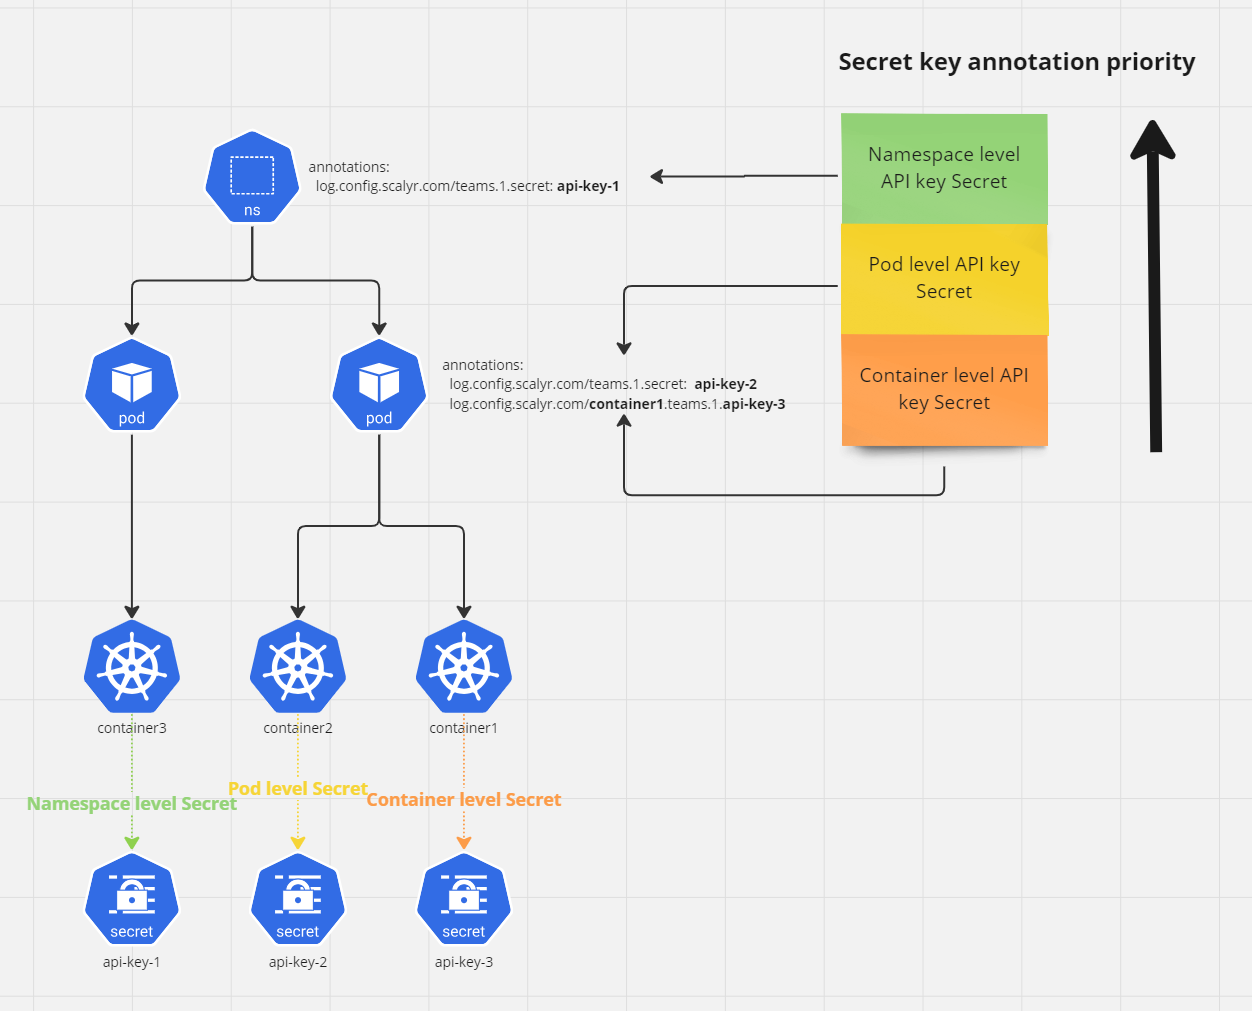 Secret key annotation priority
Namespace level
API key Secret
annotations:
log.config.scalyr.com/teams.1.secret: api-key-1
ns
Pod level API key
Secret
annotations:
log.config.scalyr.com/teams.1.secret: api-key-2
log.config.scalyr.com/container1.teams.1.api-key-3
Container level API
key Secret
pod
pod
container3
container2
container1
Namespace level Secret
Pod level Secret
Container level Secret
secret
secret
secret
api-key-1
api-key-2
api-key-3